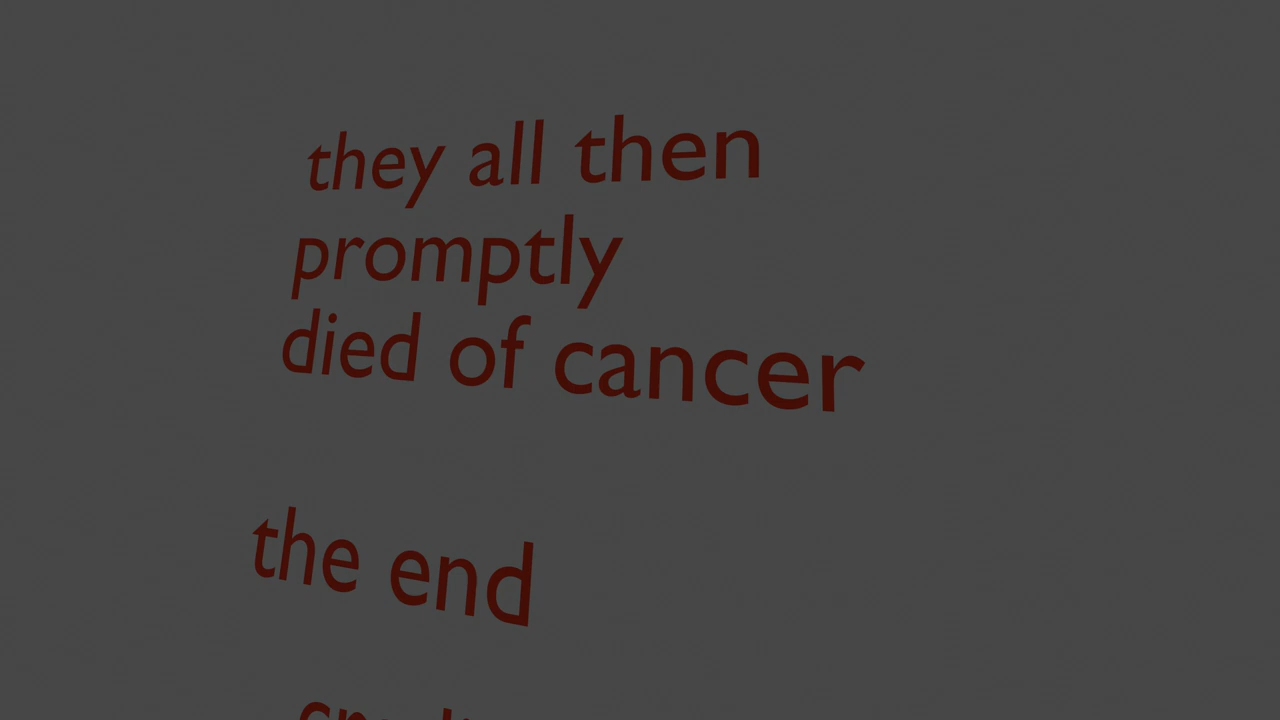 they all then
promptly
died of cancer
the end